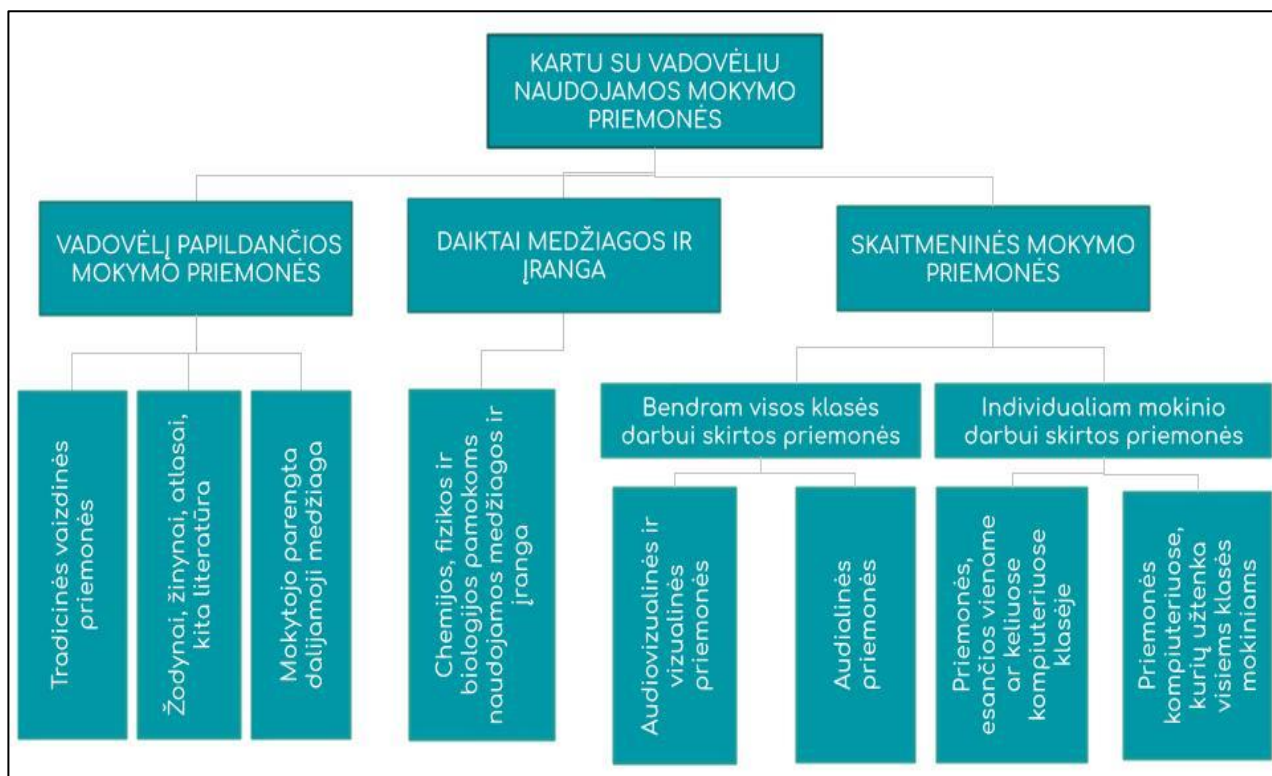 KARTU SU VADOVĖLIU
NAUDOJAMOS MOKYMO
PRIEMONĖS
VADOVĖLĮ PAPILDANČIOS
MOKYMO PRIEMONĖS
DAIKTAI MEDŽIAGOS IR
ĮRANGA
SKAITMENINĖS MOKYMO
PRIEMONĖS
Bendram visos klasės
darbui skirtos priemonės
Individualiam mokinio
darbui skirtos priemonės
Tradicinės vaizdinės
priemonės
Žodynai, žinynai, atlasai,
kita literatūra
Mokytojo parengta
dalijamoji medžiaga
Chemijos, fizikos ir
biologijos pamokoms
naudojamos medžiagos ir
įranga
Audiovizualinės ir
vizualinės
priemonės
Audialinės
priemonės
Priemonės,
esančios viename
ar keliuose
kompiuteriuose
klasėje
Priemonės
kompiuteriuose,
kurių užtenka
visiems klasės
mokiniams